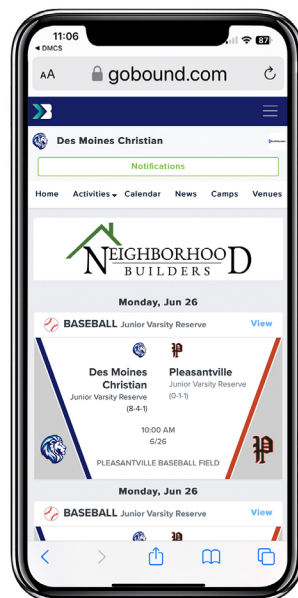 11:06
87
◄ DMCS
AA gobound.com
Des Moines Christian
Notifications
Home Activities Calendar News Camps Venues
NEIGHBORHOOD
BUILDERS
Monday, Jun 26
BASEBALL Junior Varsity Reserve View
Des Moines Christian
Junior Varsity Reserve
(8-4-1)
Pleasantville
Junior Varsity Reserve
(0-1-1)
10:00 AM
6/26
PLEASANTVILLE BASEBALL FIELD
P
Monday, Jun 26
BASEBALL Junior Varsity Reserve View